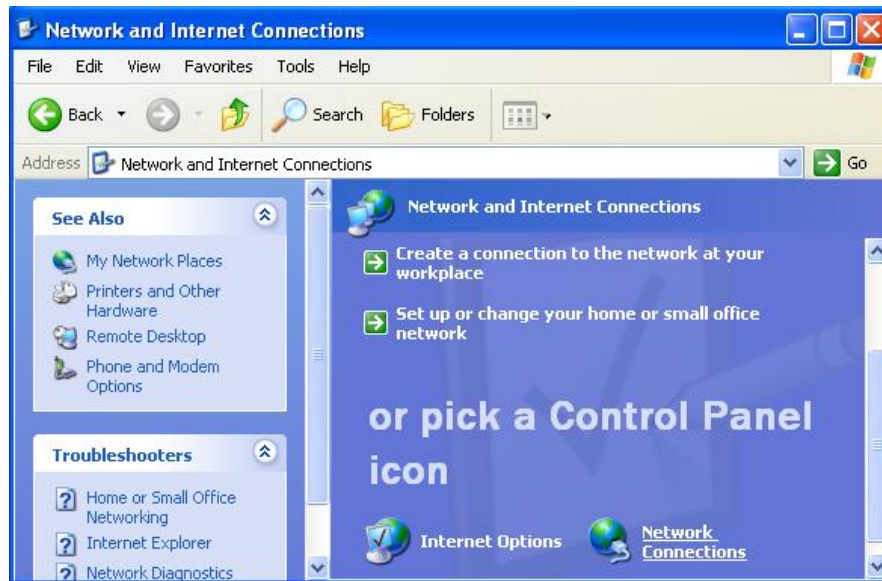 Network and Internet Connections
File Edit View Favorites Tools Help
Back Search Folders
Address Network and Internet Connections Go
See Also
My Network Places
Printers and Other
Hardware
Remote Desktop
Phone and Modem
Options
Troubleshooters
Home or Small Office
Networking
Internet Explorer
Network Diagnostics
Network and Internet Connections
Create a connection to the network at your
workplace
Set up or change your home or small office
network
or pick a Control Panel
icon
Internet Options
Network
Connections